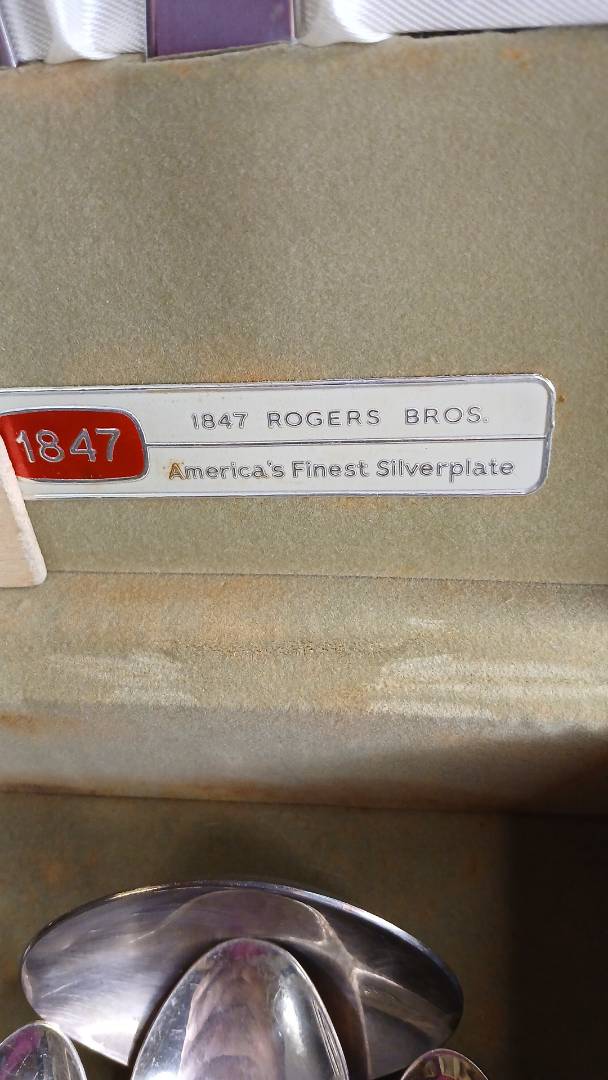 1847
1847 ROGERS BROS.
America's Finest Silverplate